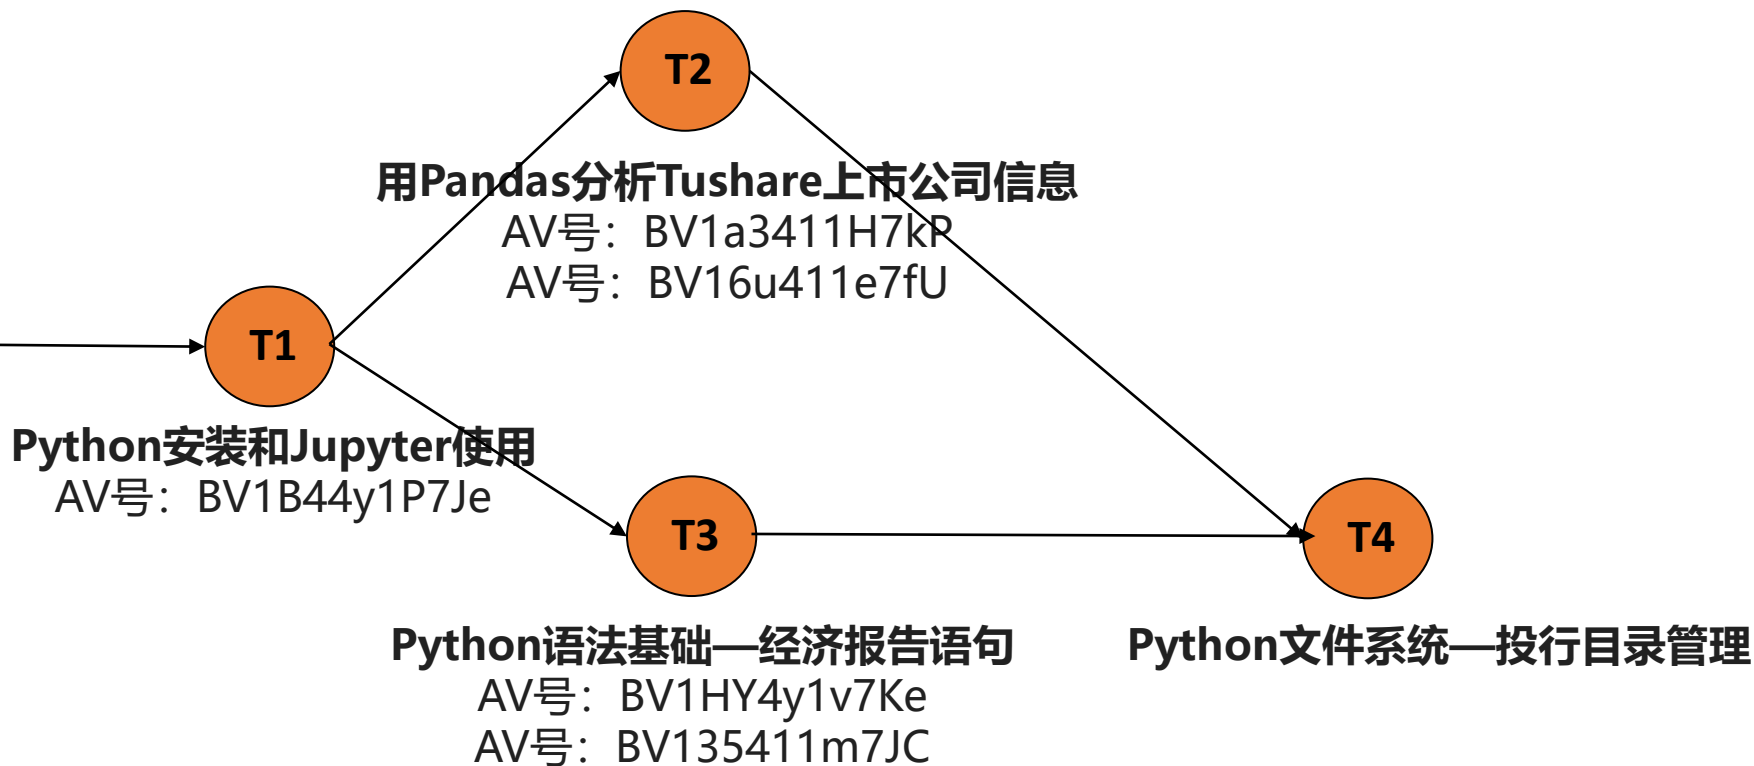 T2
用Pandas分析Tushare上市公司信息
AV号：BV1a3411H7kP
AV号：BV16u411e7fU
T1
Python安装和Jupyter使用
AV号：BV1B44y1P7Je
T3
T4
Python语法基础—经济报告语句
AV号：BV1HY4y1v7Ke
AV号：BV135411m7JC
Python文件系统—投行目录管理